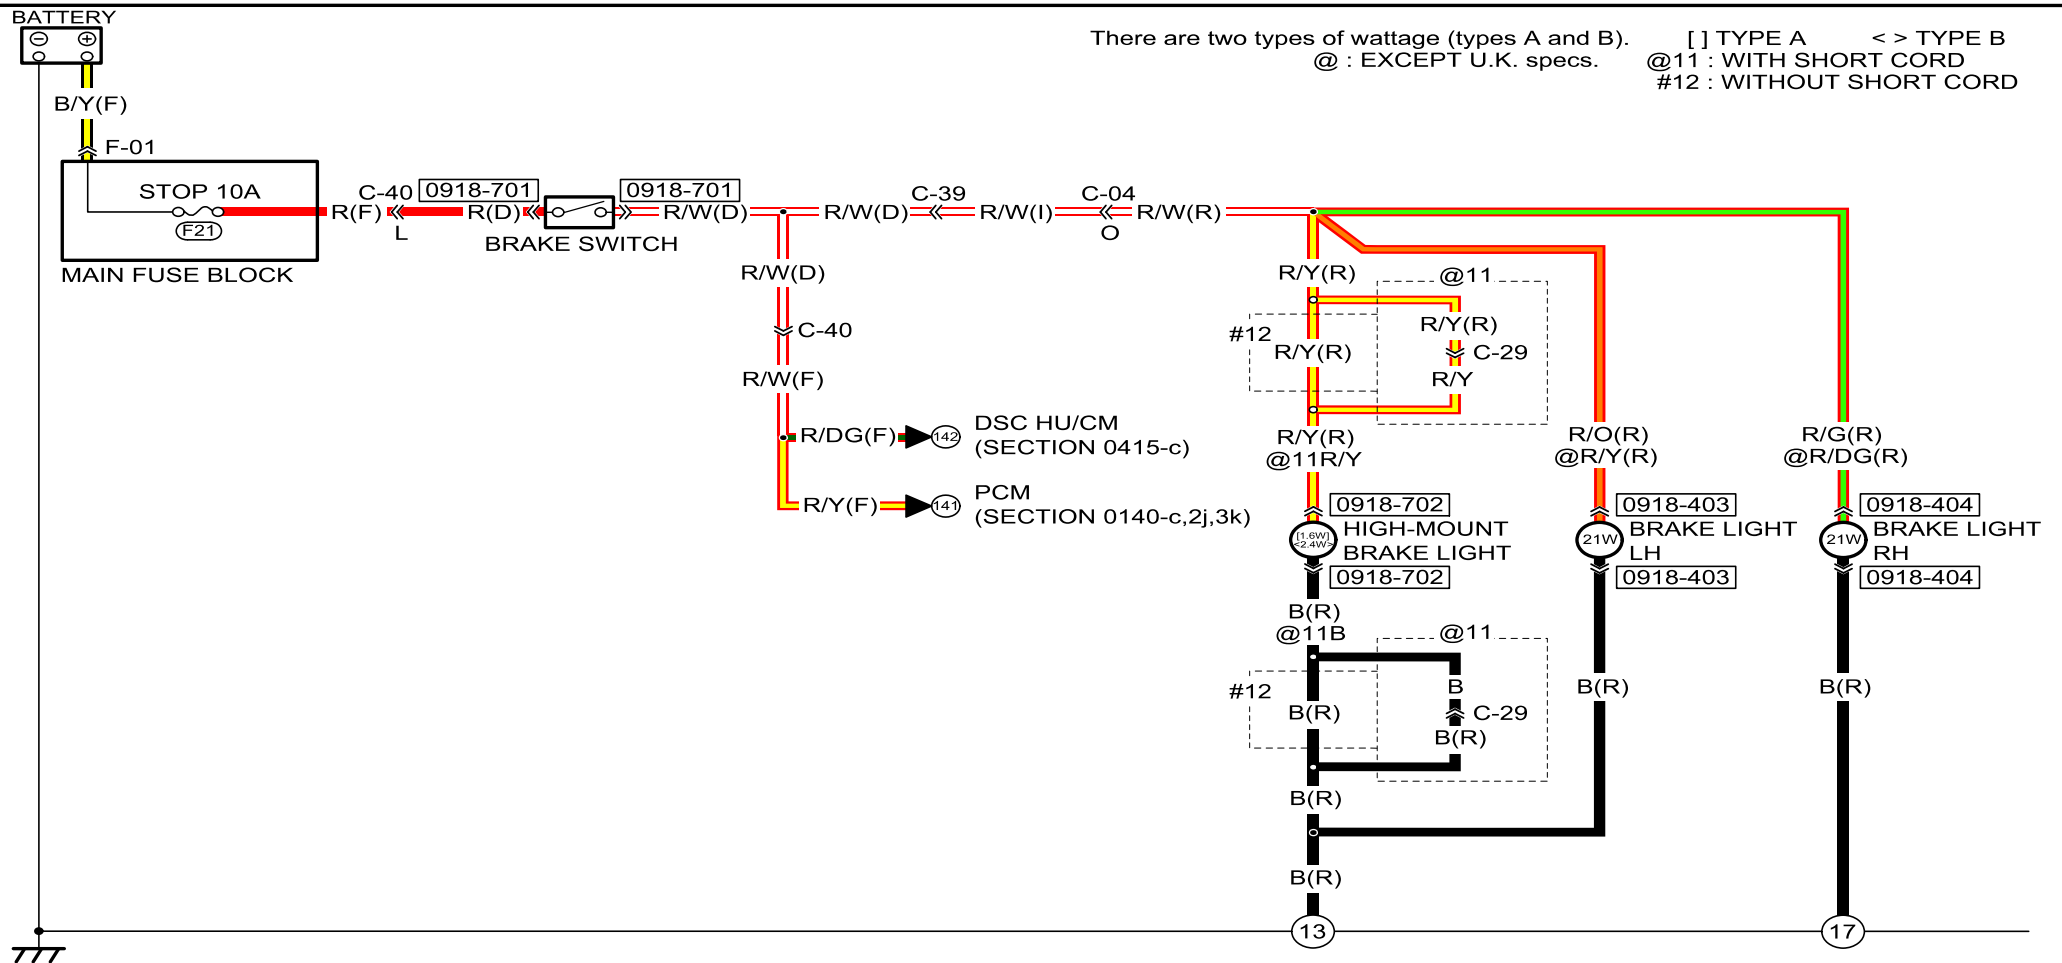 BATTERY
There are two types of wattage (types A and B). [ ] TYPE A < > TYPE B
@ : EXCEPT U.K. specs. @11 : WITH SHORT CORD
#12 : WITHOUT SHORT CORD
B/Y(F)
F-01
STOP 10A
F21
MAIN FUSE BLOCK
C-40
R(F)
L
0918-701
R(D)
BRAKE SWITCH
0918-701
R/W(D)
R/W(D)
C-39
R/W(I)
C-04
O
R/W(R)
R/W(D)
C-40
R/W(F)
R/DG(F)
142
DSC HU/CM
(SECTION 0415-c)
R/Y(F)
141
PCM
(SECTION 0140-c,2j,3k)
R/Y(R)
@11
#12
R/Y(R)
R/Y(R)
C-29
R/Y
R/Y(R)
@11R/Y
R/O(R)
@R/Y(R)
R/G(R)
@R/DG(R)
0918-702
[1.6W]
<2.4W>
HIGH-MOUNT
BRAKE LIGHT
0918-702
0918-403
21W
BRAKE LIGHT
LH
0918-403
0918-404
21W
BRAKE LIGHT
RH
0918-404
B(R)
@11B
@11
#12
B(R)
B
C-29
B(R)
B(R)
B(R)
B(R)
B(R)
13
17